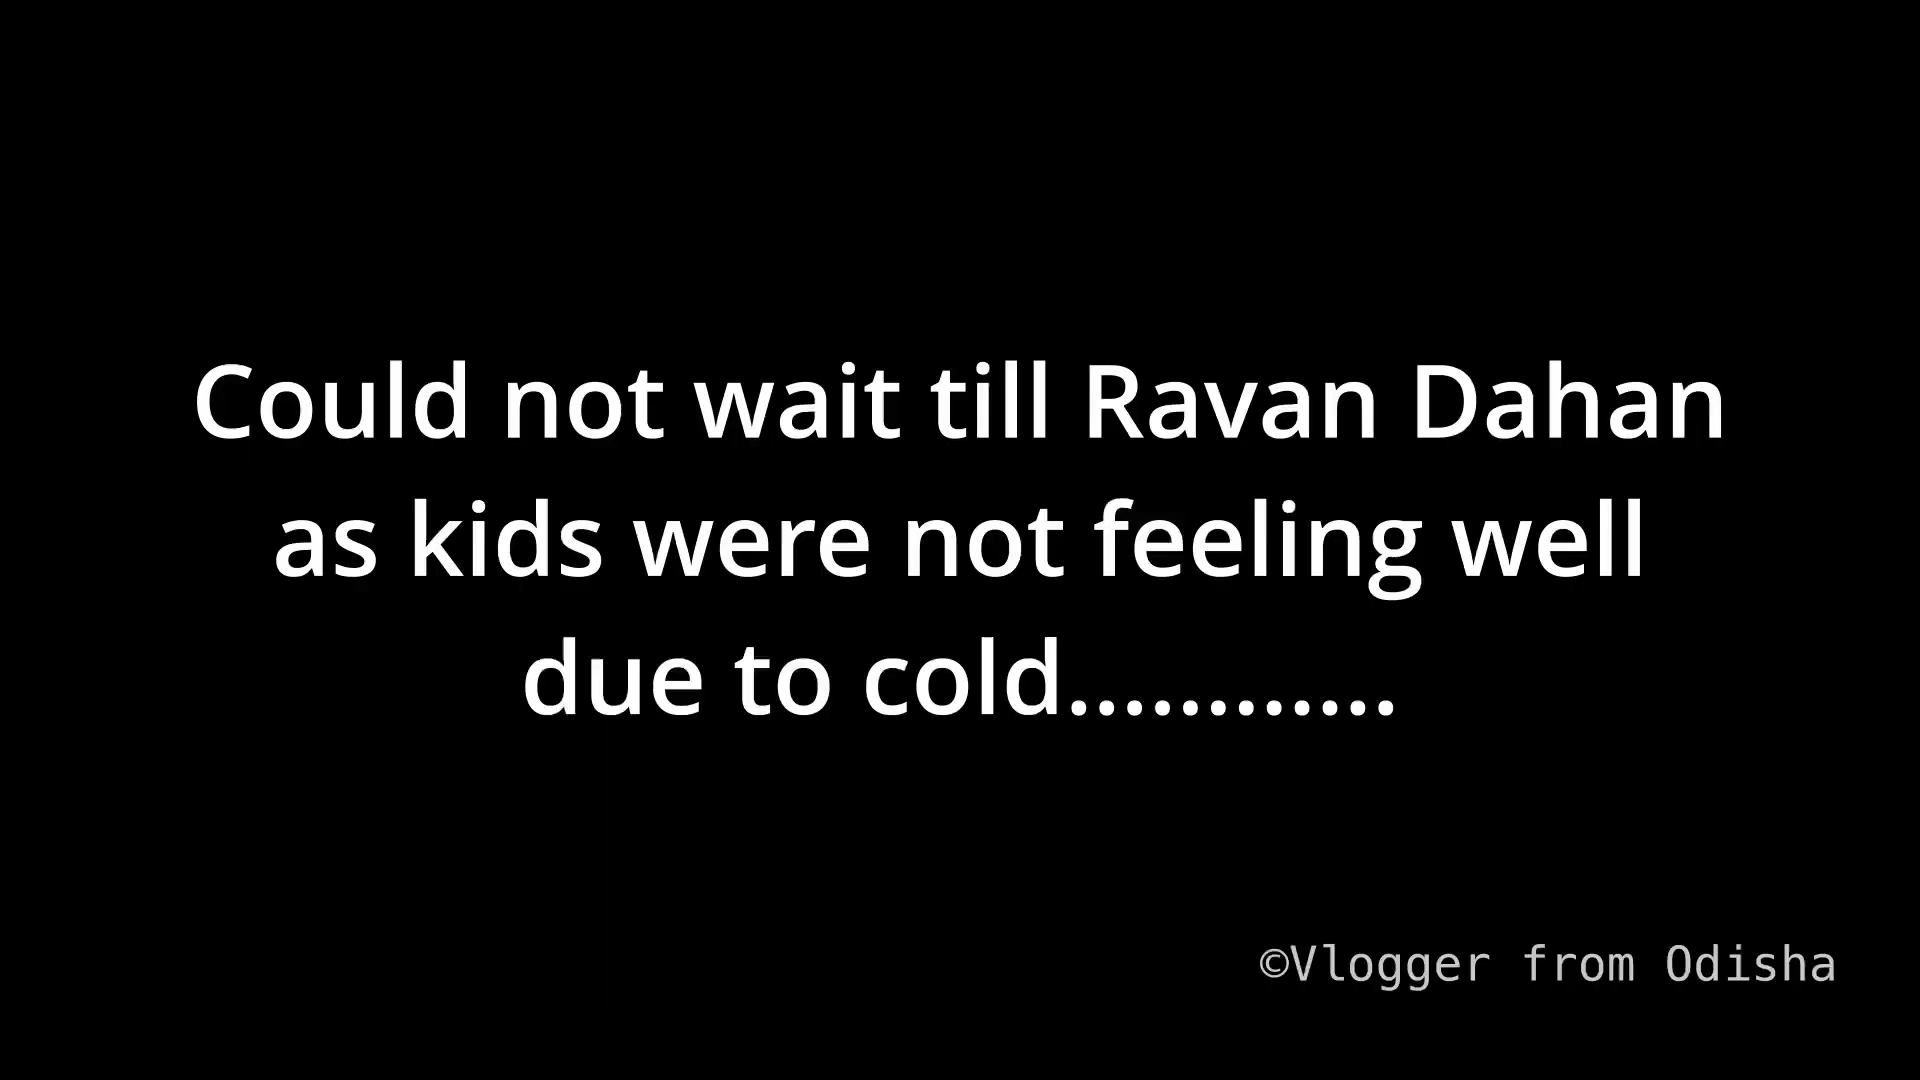 Could not wait till Ravan Dahan
as kids were not feeling well
due to cold............
©Vlogger from Odisha